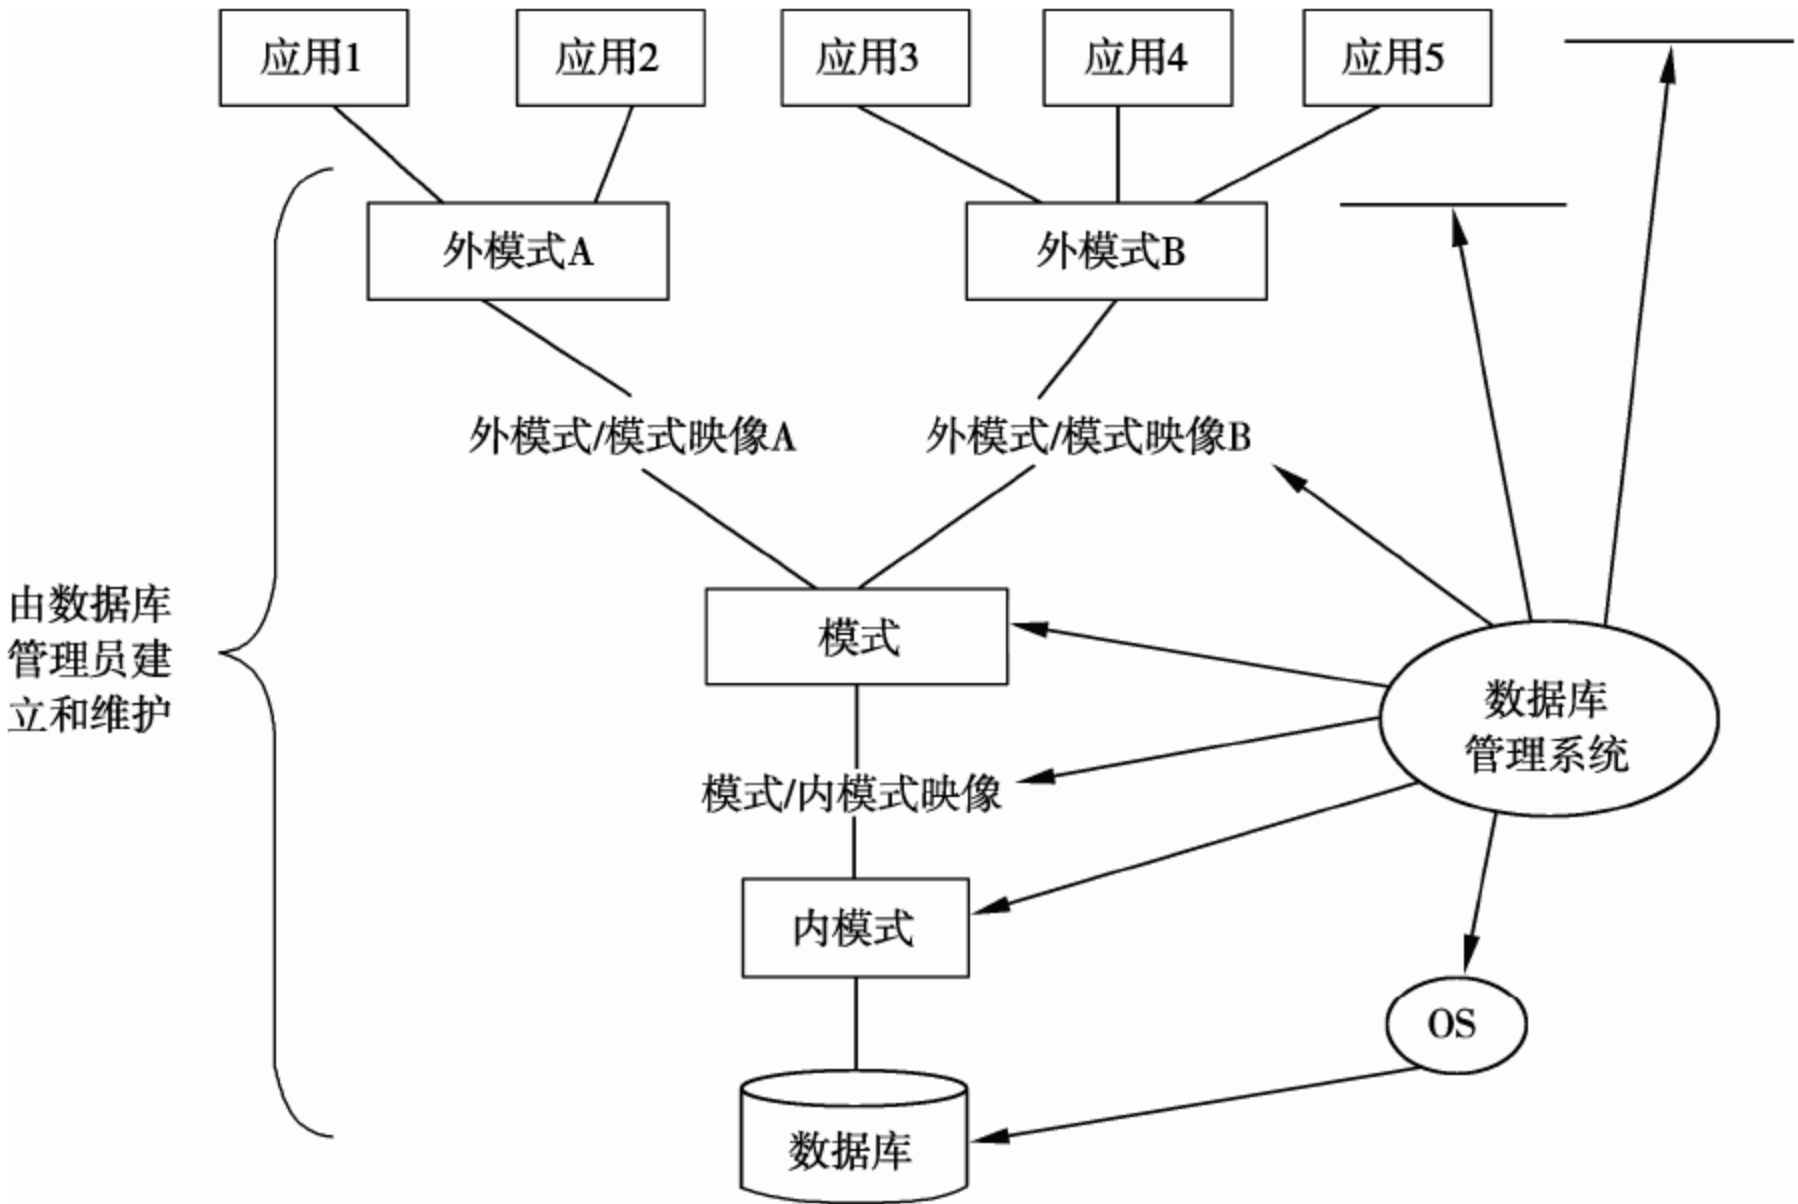 应用1
应用2
应用3
应用4
应用5
外模式A
外模式B
外模式/模式映像A
外模式/模式映像B
由数据库
管理员建
立和维护
模式
数据库
管理系统
模式/内模式映像
内模式
OS
数据库